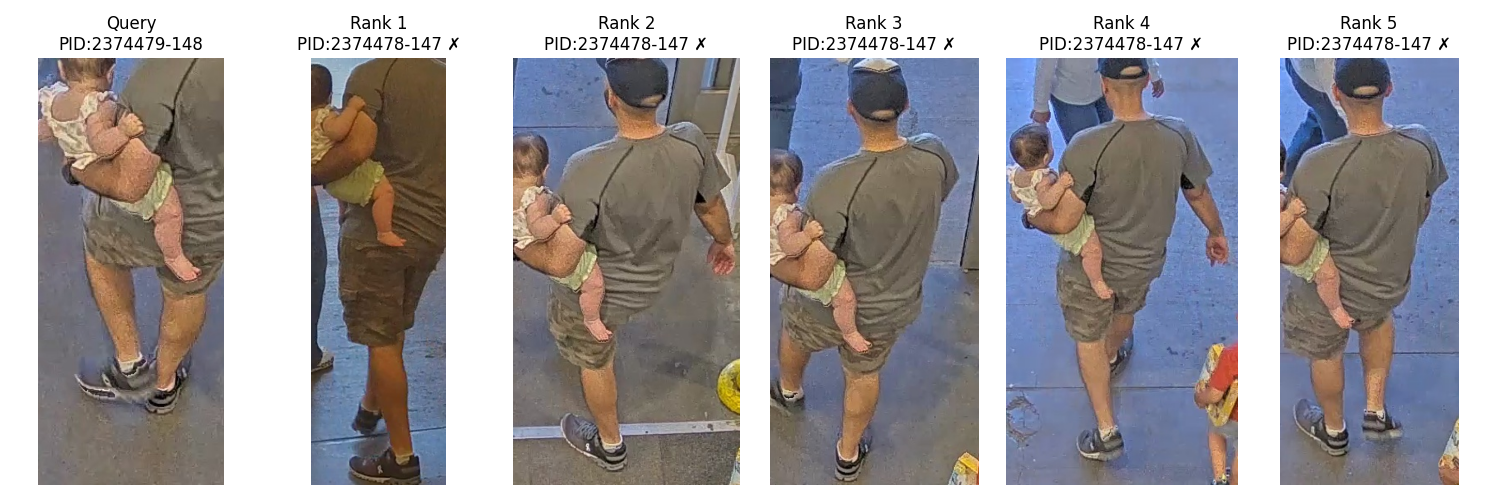 Query
PID:2374479-148
Rank 1
PID:2374478-147 ✗
Rank 2
PID:2374478-147 ✗
Rank 3
PID:2374478-147 ✗
Rank 4
PID:2374478-147 ✗
Rank 5
PID:2374478-147 ✗